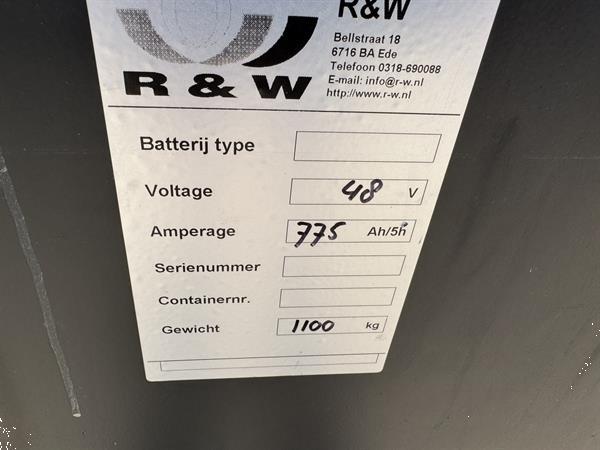 R&W
Bellstraat 18
6716 BA Ede
Telefoon 0318-690088
E-mail: info@r-w.nl
http://www.r-w.nl
R & W
Batterij type
Voltage 48 V
Amperage 775 Ah/5h
Serienummer
Containernr.
Gewicht 1100 kg